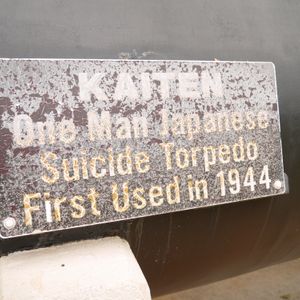 KAITEN
One Man Japanese
Suicide Torpedo
First Used in 1944.